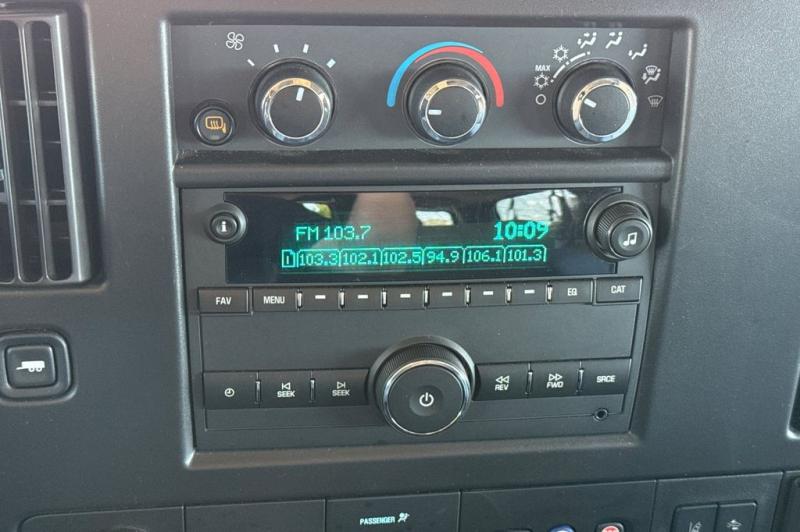 MAX
i
FM 103.7 10:09
1 103.3 102.1 102.5 94.9 106.1 101.3
FAV MENU EQ CAT
SEEK SEEK REV FWD SRCE
PASSENGER